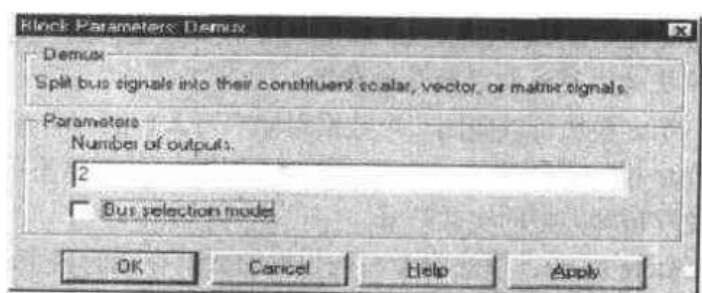 Block Parameters: Demux
Demux
Split bus signals into their constituent scalar, vector, or matrix signals.
Parameters
Number of outputs:
2
Bus selection model
OK
Cancel
Help
Apply